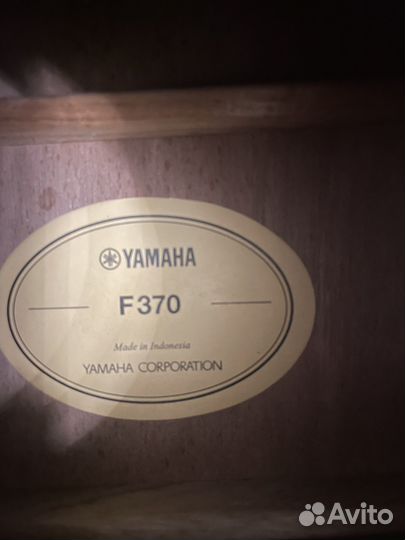 YAMAHA
F370
Made in Indonesia
YAMAHA CORPORATION
Avito